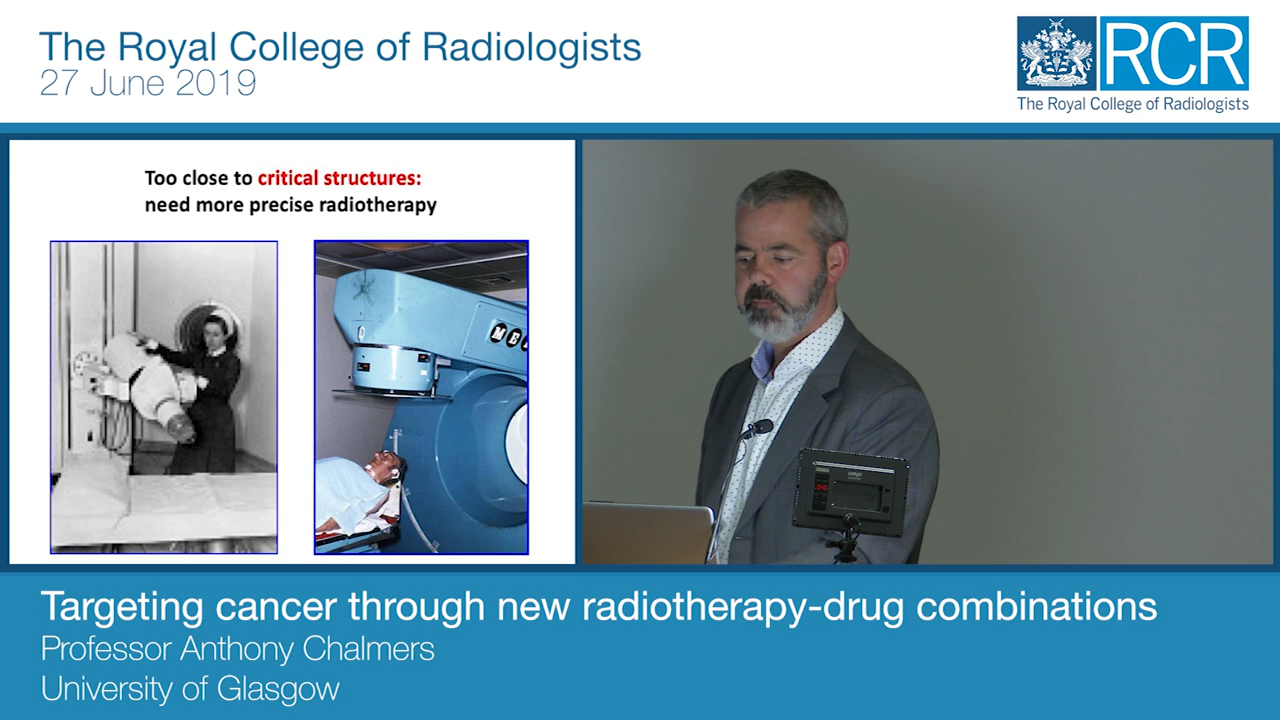 The Royal College of Radiologists
27 June 2019
RCR
The Royal College of Radiologists
Too close to critical structures:
need more precise radiotherapy
Targeting cancer through new radiotherapy-drug combinations
Professor Anthony Chalmers
University of Glasgow